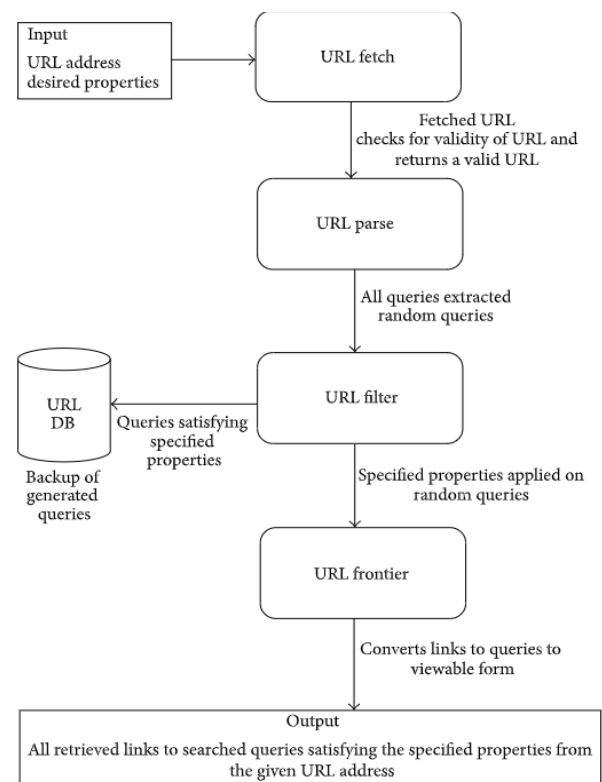 Input
URL address
desired properties
URL fetch
Fetched URL
checks for validity of URL and
returns a valid URL
URL parse
All queries extracted
random queries
URL filter
URL
DB
Queries satisfying
specified
properties
Backup of
generated
queries
Specified properties applied on
random queries
URL frontier
Converts links to queries to
viewable form
Output
All retrieved links to searched queries satisfying the specified properties from
the given URL address